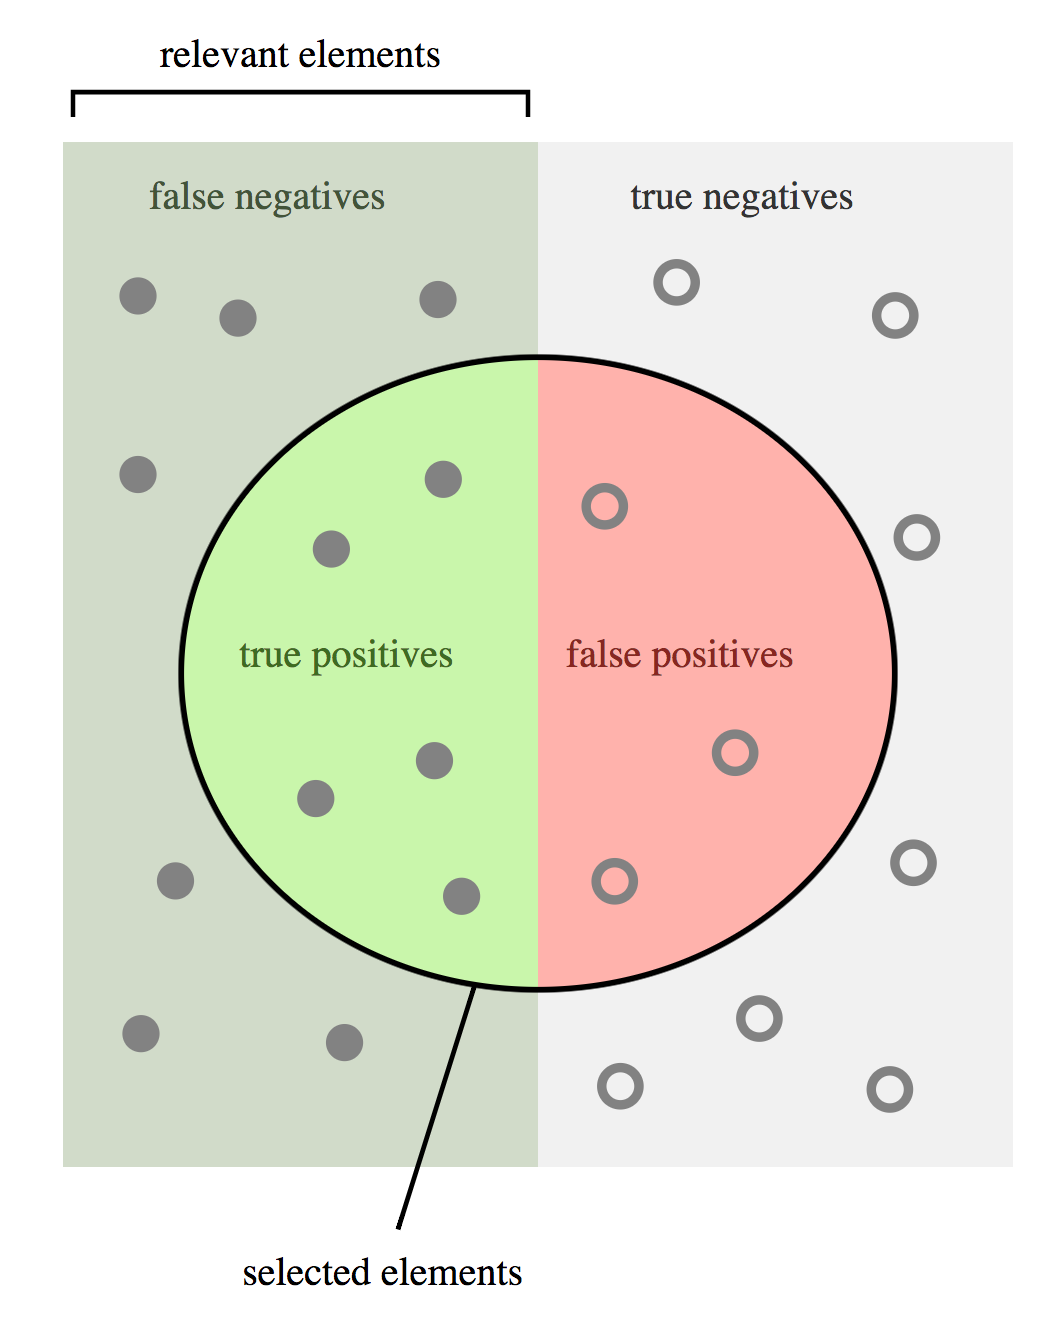 relevant elements
false negatives
true negatives
true positives
false positives
selected elements